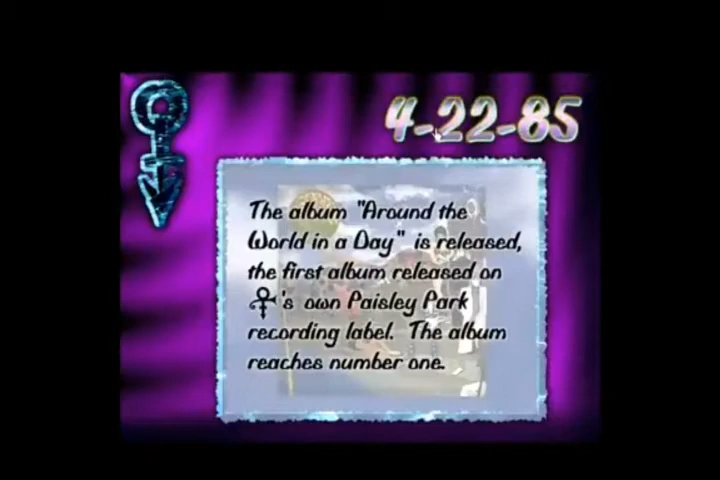 4-22-85
The album "Around the
World in a Day" is released,
the first album released on
's own Paisley Park
recording label. The album
reaches number one.